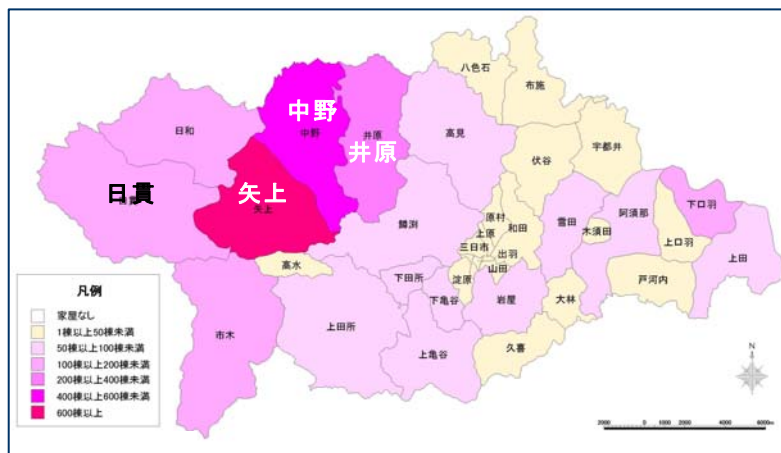 八色石
布施
中野
中野
井原
井原
高見
日和
伏谷
宇都井
日貫
矢上
矢上
鱒渕
雪田
阿須那
下口羽
木須田
上口羽
上田
原村
上原
和田
三日市
出羽
山田
淀原
高水
下田所
下亀谷
岩屋
大林
戸河内
市木
上田所
上亀谷
久喜
凡例
家屋なし
1棟以上50棟未満
50棟以上100棟未満
100棟以上200棟未満
200棟以上400棟未満
400棟以上600棟未満
600棟以上
N
2000 0 1000 2000 4000 6000m